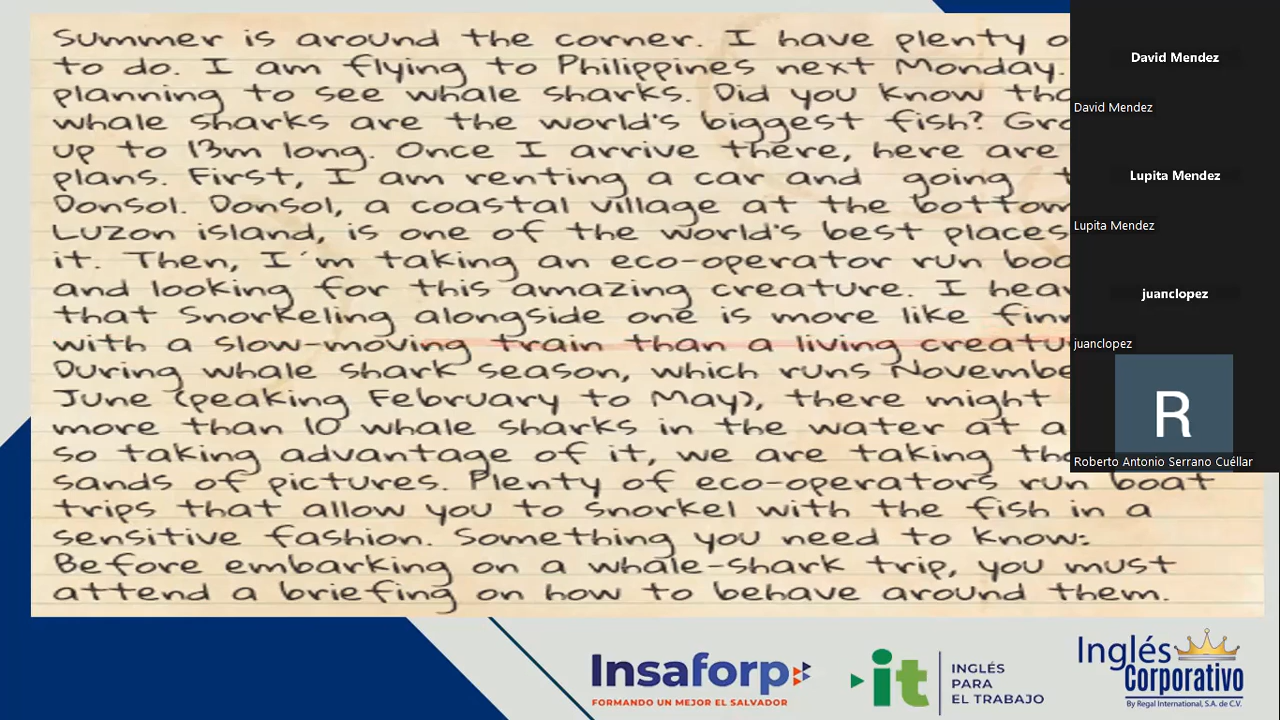 Summer is around the corner. I have plenty
to do. I am flying to Philippines next Monday.
planning to see whale sharks. Did you know
whale sharks are the world's biggest fish?
up to 13m long. Once I arrive there, here are
plans. First, I am renting a car and going
Donsol. Donsol, a coastal village at the bottom
Luzon island, is one of the world's best places
it. Then, I'm taking an eco-operator run
and looking for this amazing creature. I
that snorkeling alongside one is more like
with a slow-moving train than a living
During whale shark season, which runs
June (peaking February to May), there might
more than 10 whale sharks in the water at a
so taking advantage of it, we are taking
sands of pictures. Plenty of eco-operators run boat
trips that allow you to snorkel with the fish in a
sensitive fashion. Something you need to know:
Before embarking on a whale-shark trip, you must
attend a briefing on how to behave around them.
David Mendez
David Mendez
Lupita Mendez
Lupita Mendez
juanclopez
juanclopez
R
Roberto Antonio Serrano Cuéllar
Insaforp
FORMANDO UN MEJOR EL SALVADOR
it
INGLÉS
PARA
EL TRABAJO
Inglés
Corporativo
By Regal International, S.A. de C.V.